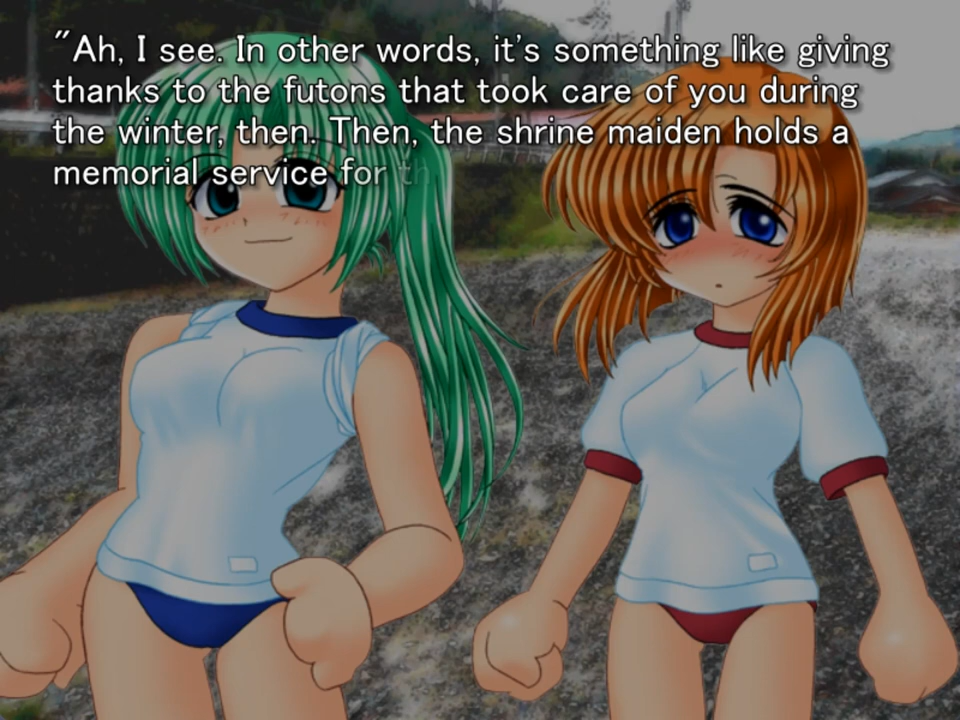 "Ah, I see. In other words, it's something like giving
thanks to the futons that took care of you during
the winter, then. Then, the shrine maiden holds a
memorial service for th